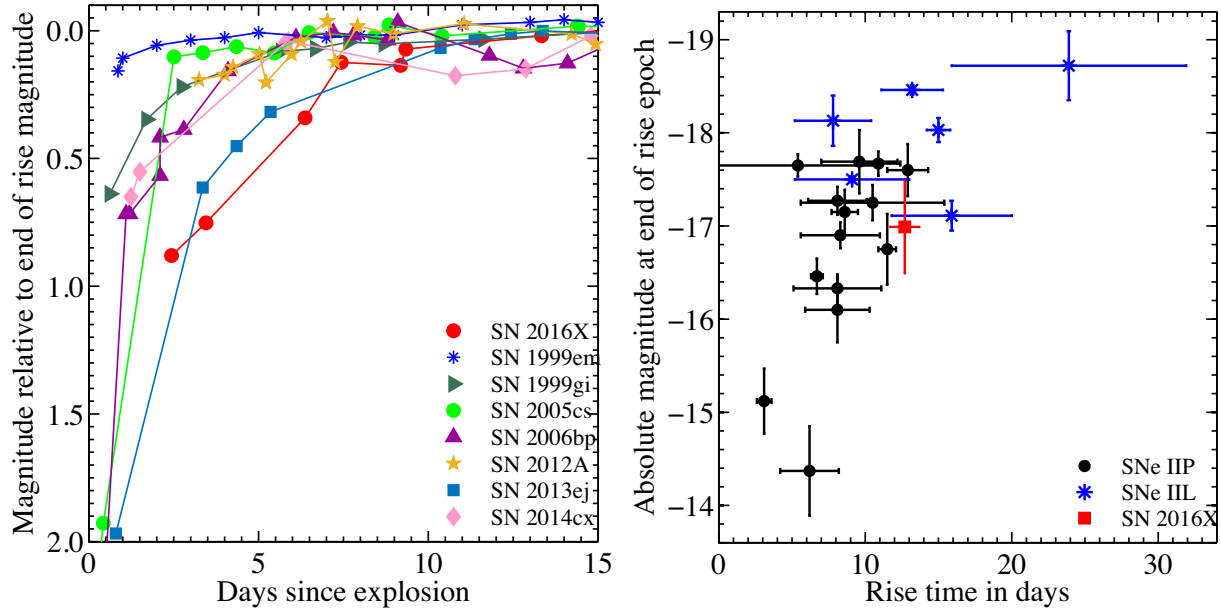 Magnitude relative to end of rise magnitude
0.0
0.5
1.0
1.5
2.0
SN 2016X
SN 1999em
SN 1999gi
SN 2005cs
SN 2006bp
SN 2012A
SN 2013ej
SN 2014cx
0
5
10
15
Days since explosion
Absolute magnitude at end of rise epoch
-19
-18
-17
-16
-15
-14
SNe IIP
SNe IIL
SN 2016X
0
10
20
30
Rise time in days